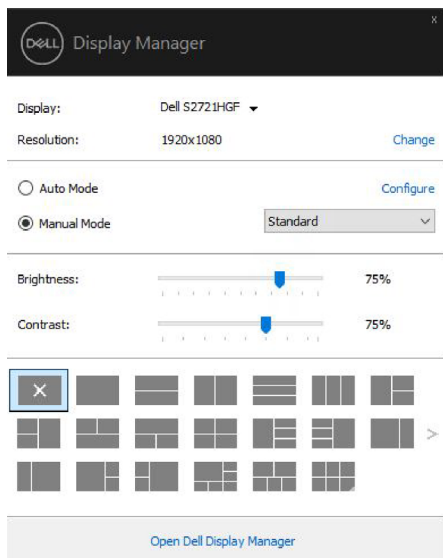 DELL Display Manager
Display: Dell S2721HGF
Resolution: 1920x1080 Change
Auto Mode Configure
Manual Mode Standard
Brightness: 75%
Contrast: 75%
Open Dell Display Manager